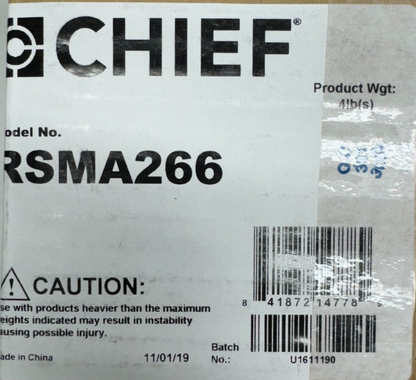 CHIEF®
Product Wgt:
4lb(s)
odel No.
RSMA266
CAUTION:
se with products heavier than the maximum
eights indicated may result in instability
ausing possible injury.
8 41872 14778
Batch
ade in China 11/01/19 No.: U1611190